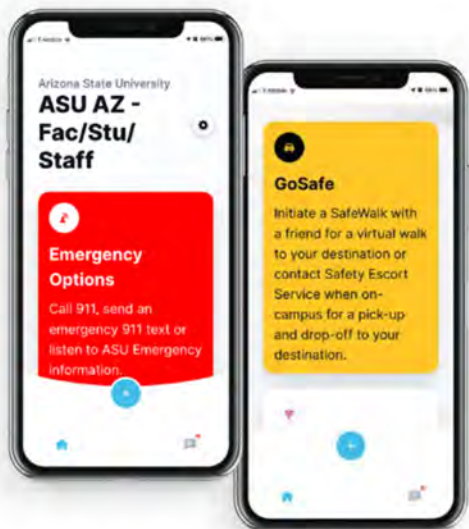 Arizona State University
ASU AZ -
Fac/Stu/
Staff
Emergency
Options
Call 911, send an
emergency 911 text or
listen to ASU Emergency
information.
GoSafe
Initiate a SafeWalk with
a friend for a virtual walk
to your destination or
contact Safety Escort
Service when on-
campus for a pick-up
and drop-off to your
destination.